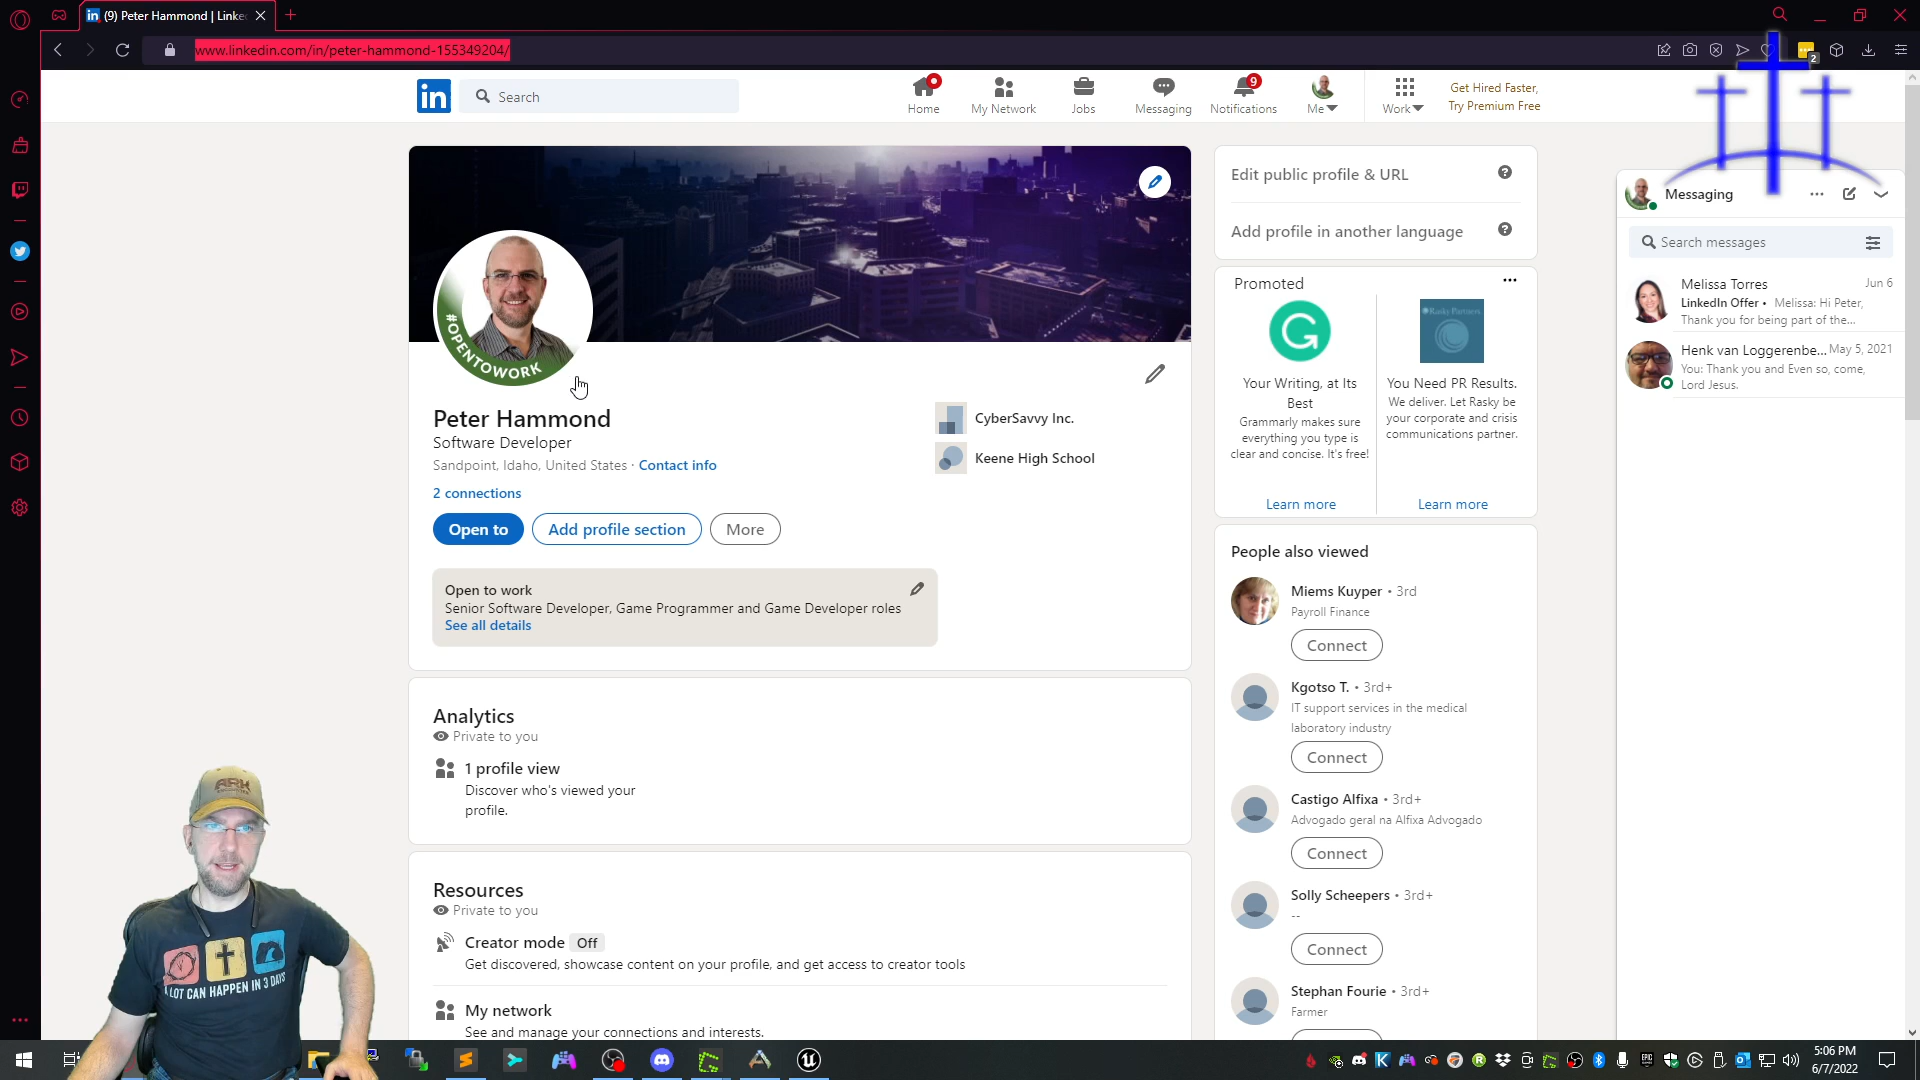 (9) Peter Hammond | Linke
www.linkedin.com/in/peter-hammond-155349204/
2
in
Search
Home
My Network
Jobs
Messaging
9
Notifications
Me
Work
Get Hired Faster,
Try Premium Free
#OPENTOWORK
Peter Hammond
Software Developer
Sandpoint, Idaho, United States · Contact info
2 connections
CyberSavvy Inc.
Keene High School
Open to
Add profile section
More
Open to work
Senior Software Developer, Game Programmer and Game Developer roles
See all details
Analytics
Private to you
1 profile view
Discover who's viewed your
profile.
Resources
Private to you
Creator mode Off
Get discovered, showcase content on your profile, and get access to creator tools
My network
See and manage your connections and interests.
Edit public profile & URL
Add profile in another language
Promoted
Your Writing, at Its
Best
Grammarly makes sure
everything you type is
clear and concise. It's free!
Learn more
Rasky Partners
You Need PR Results.
We deliver. Let Rasky be
your corporate and crisis
communications partner.
Learn more
People also viewed
Miems Kuyper • 3rd
Payroll Finance
Connect
Kgotso T. • 3rd+
IT support services in the medical
laboratory industry
Connect
Castigo Alfixa • 3rd+
Advogado geral na Alfixa Advogado
Connect
Solly Scheepers • 3rd+
--
Connect
Stephan Fourie • 3rd+
Farmer
Messaging
Search messages
Melissa Torres Jun 6
LinkedIn Offer • Melissa: Hi Peter,
Thank you for being part of the...
Henk van Loggerenbe... May 5, 2021
You: Thank you and Even so, come,
Lord Jesus.
ARK
A LOT CAN HAPPEN IN 3 DAYS
5:06 PM
6/7/2022